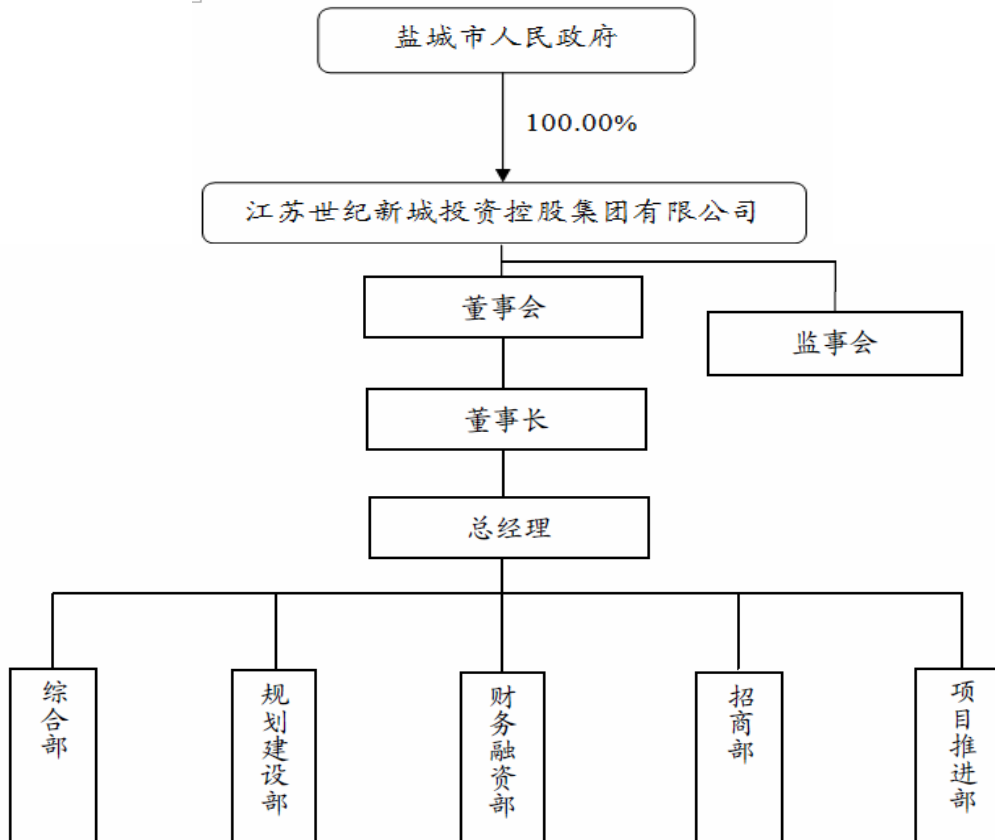 盐城市人民政府
100.00%
江苏世纪新城投资控股集团有限公司
董事会
监事会
董事长
总经理
综合部
规划建设部
财务融资部
招商部
项目推进部